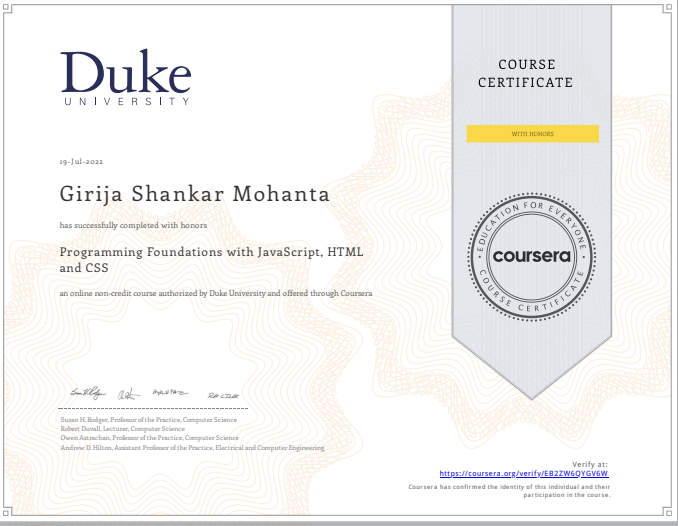 Duke
UNIVERSITY
COURSE
CERTIFICATE
WITH HONORS
19-Jul-2022
Girija Shankar Mohanta
has successfully completed with honors
Programming Foundations with JavaScript, HTML
and CSS
an online non-credit course authorized by Duke University and offered through Coursera
EDUCATION FOR EVERYONE
coursera
COURSE CERTIFICATE
Susan H. Rodger, Professor of the Practice, Computer Science
Robert Duvall, Lecturer, Computer Science
Owen Astrachan, Professor of the Practice, Computer Science
Andrew D. Hilton, Assistant Professor of the Practice, Electrical and Computer Engineering
Verify at:
https://coursera.org/verify/EB2ZW6QYGV6W
Coursera has confirmed the identity of this individual and their
participation in the course.